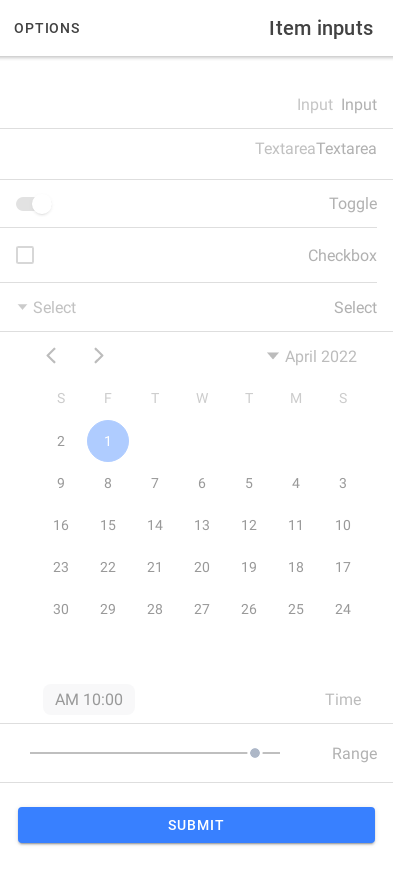 OPTIONS Item inputs
Input Input
TextareaTextarea
Toggle
Checkbox
Select Select
April 2022
S F T W T M S
2 1
9 8 7 6 5 4 3
16 15 14 13 12 11 10
23 22 21 20 19 18 17
30 29 28 27 26 25 24
AM 10:00 Time
Range
SUBMIT